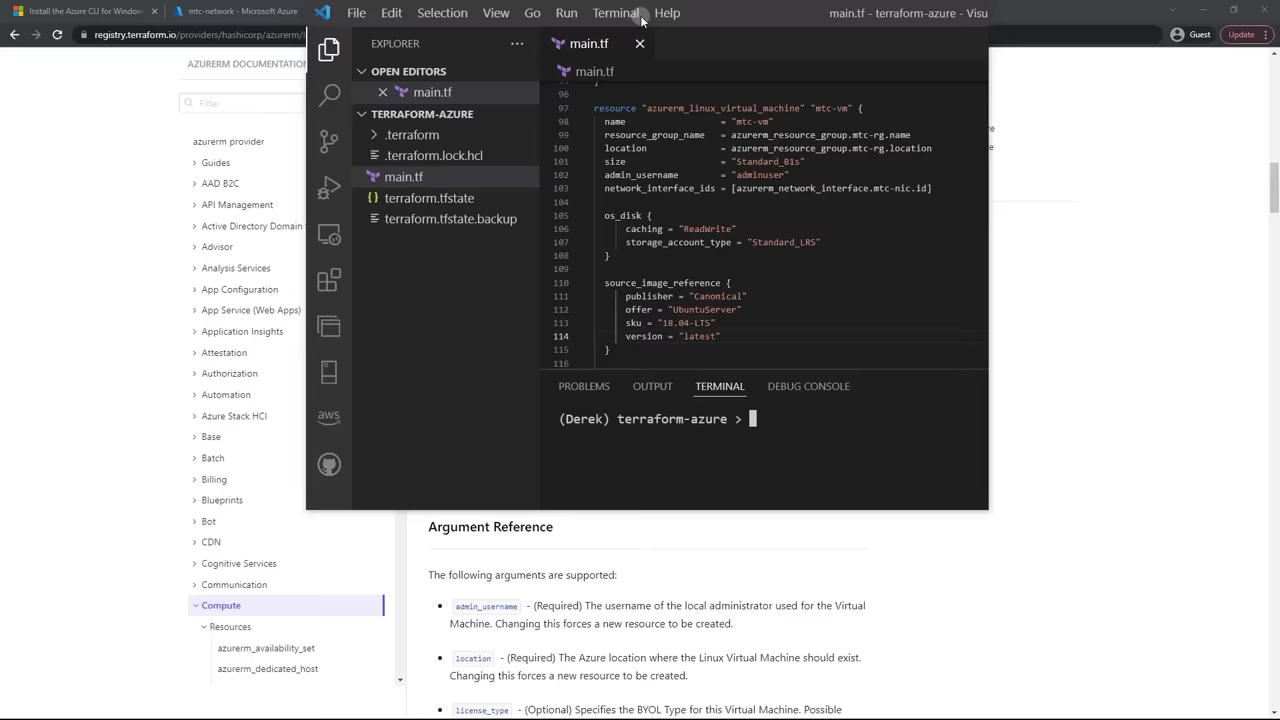 Install the Azure CLI for Windows
mtc-network - Microsoft Azure
File Edit Selection View Go Run Terminal Help
main.tf - terraform-azure - Visu
registry.terraform.io/providers/hashicorp/azurerm/l
Guest
Update
AZURERM DOCUMENTATION
Filter
azurerm provider
Guides
AAD B2C
API Management
Active Directory Domain
Advisor
Analysis Services
App Configuration
App Service (Web Apps)
Application Insights
Attestation
Authorization
Automation
Azure Stack HCI
Base
Batch
Billing
Blueprints
Bot
CDN
Cognitive Services
Communication
Compute
Resources
azurerm_availability_set
azurerm_dedicated_host
EXPLORER
OPEN EDITORS
main.tf
TERRAFORM-AZURE
.terraform
.terraform.lock.hcl
main.tf
terraform.tfstate
terraform.tfstate.backup
aws
main.tf
main.tf
95 }
96
97 resource "azurerm_linux_virtual_machine" "mtc-vm" {
98 name = "mtc-vm"
99 resource_group_name = azurerm_resource_group.mtc-rg.name
100 location = azurerm_resource_group.mtc-rg.location
101 size = "Standard_B1s"
102 admin_username = "adminuser"
103 network_interface_ids = [azurerm_network_interface.mtc-nic.id]
104
105 os_disk {
106 caching = "ReadWrite"
107 storage_account_type = "Standard_LRS"
108 }
109
110 source_image_reference {
111 publisher = "Canonical"
112 offer = "UbuntuServer"
113 sku = "18.04-LTS"
114 version = "latest"
115 }
116
PROBLEMS OUTPUT TERMINAL DEBUG CONSOLE
(Derek) terraform-azure >
Argument Reference
The following arguments are supported:
admin_username - (Required) The username of the local administrator used for the Virtual
Machine. Changing this forces a new resource to be created.
location - (Required) The Azure location where the Linux Virtual Machine should exist.
Changing this forces a new resource to be created.
license_type - (Optional) Specifies the BYOL Type for this Virtual Machine. Possible